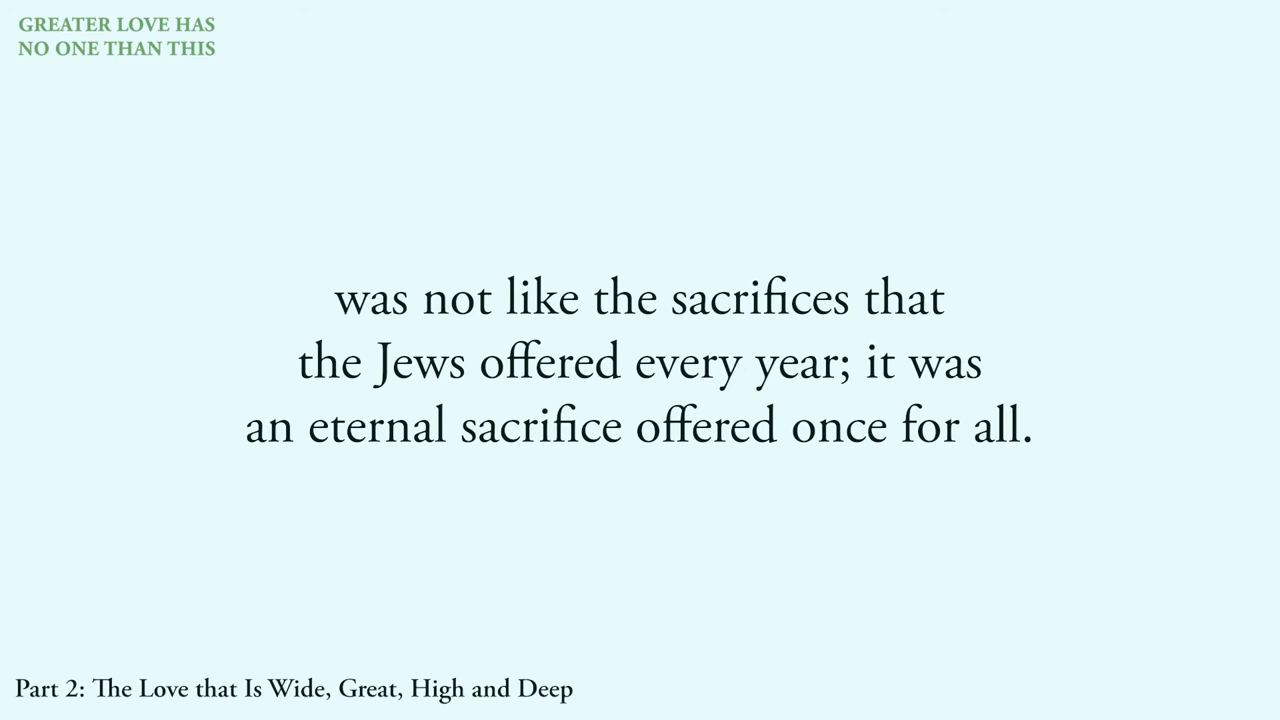 GREATER LOVE HAS
NO ONE THAN THIS
was not like the sacrifices that
the Jews offered every year; it was
an eternal sacrifice offered once for all.
Part 2: The Love that Is Wide, Great, High and Deep